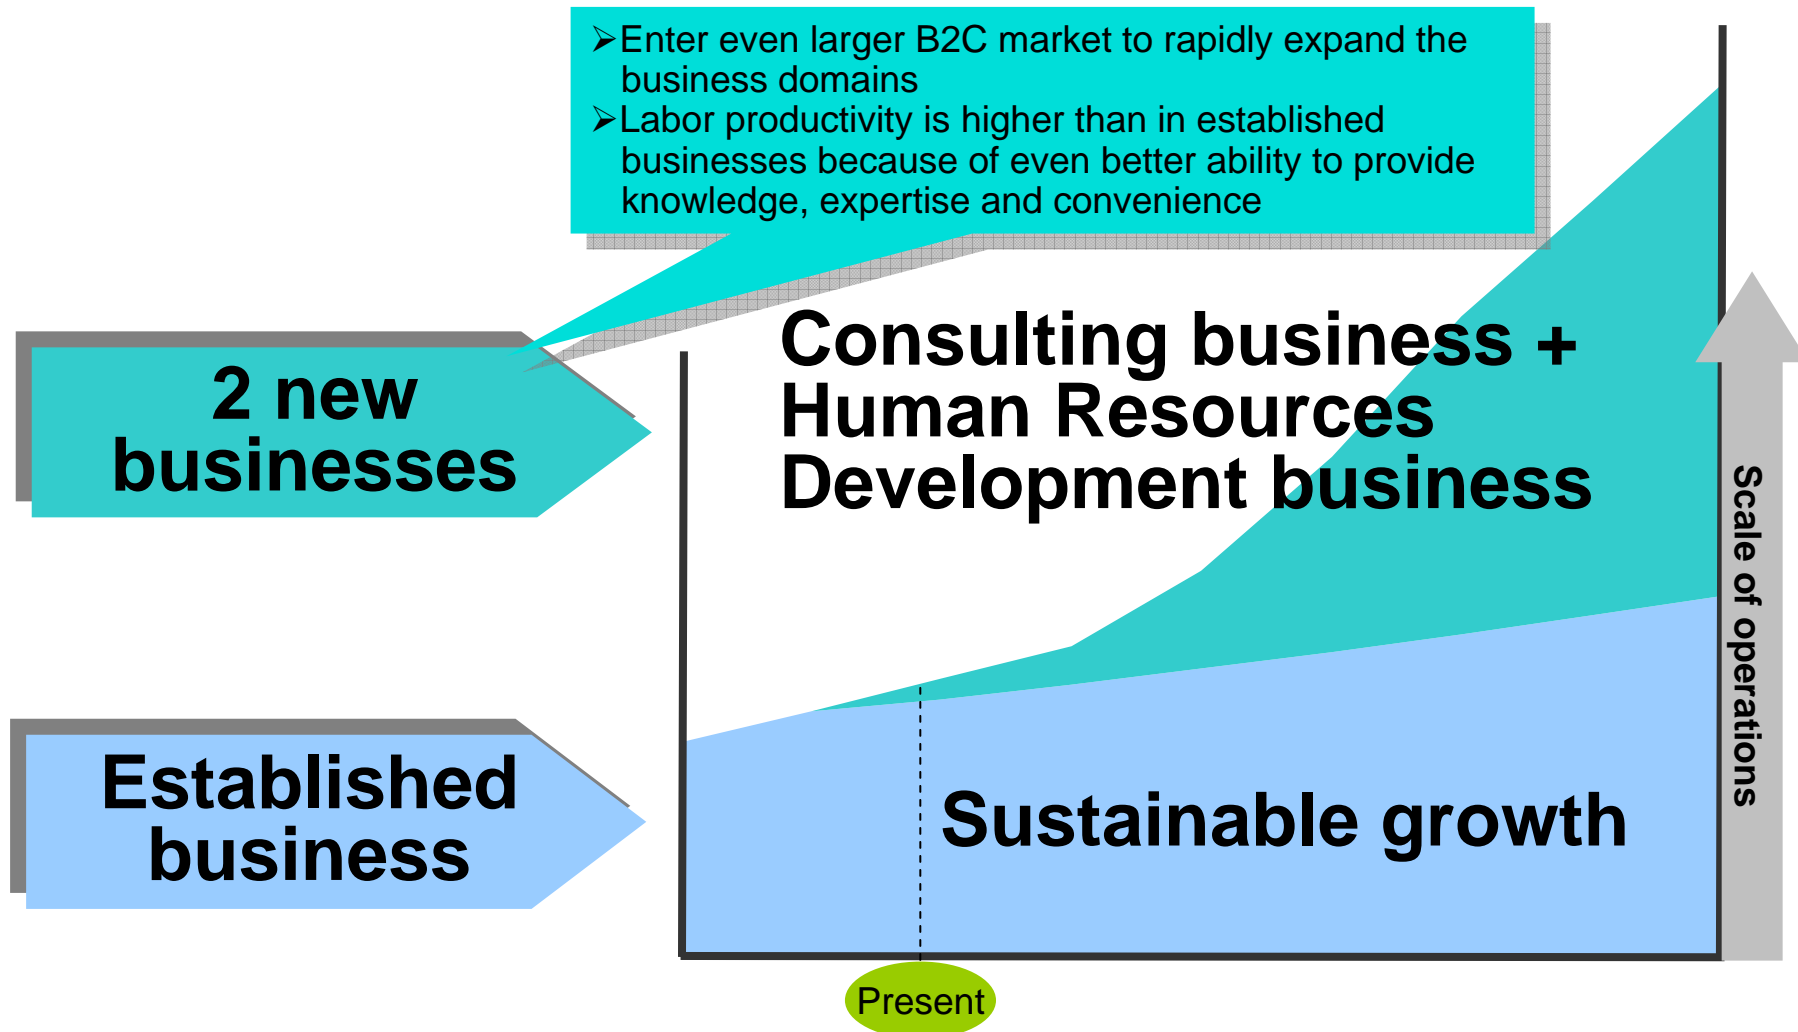 ➢Enter even larger B2C market to rapidly expand the
business domains
➢Labor productivity is higher than in established
businesses because of even better ability to provide
knowledge, expertise and convenience
2 new
businesses
Consulting business +
Human Resources
Development business
Scale of operations
Established
business
Sustainable growth
Present